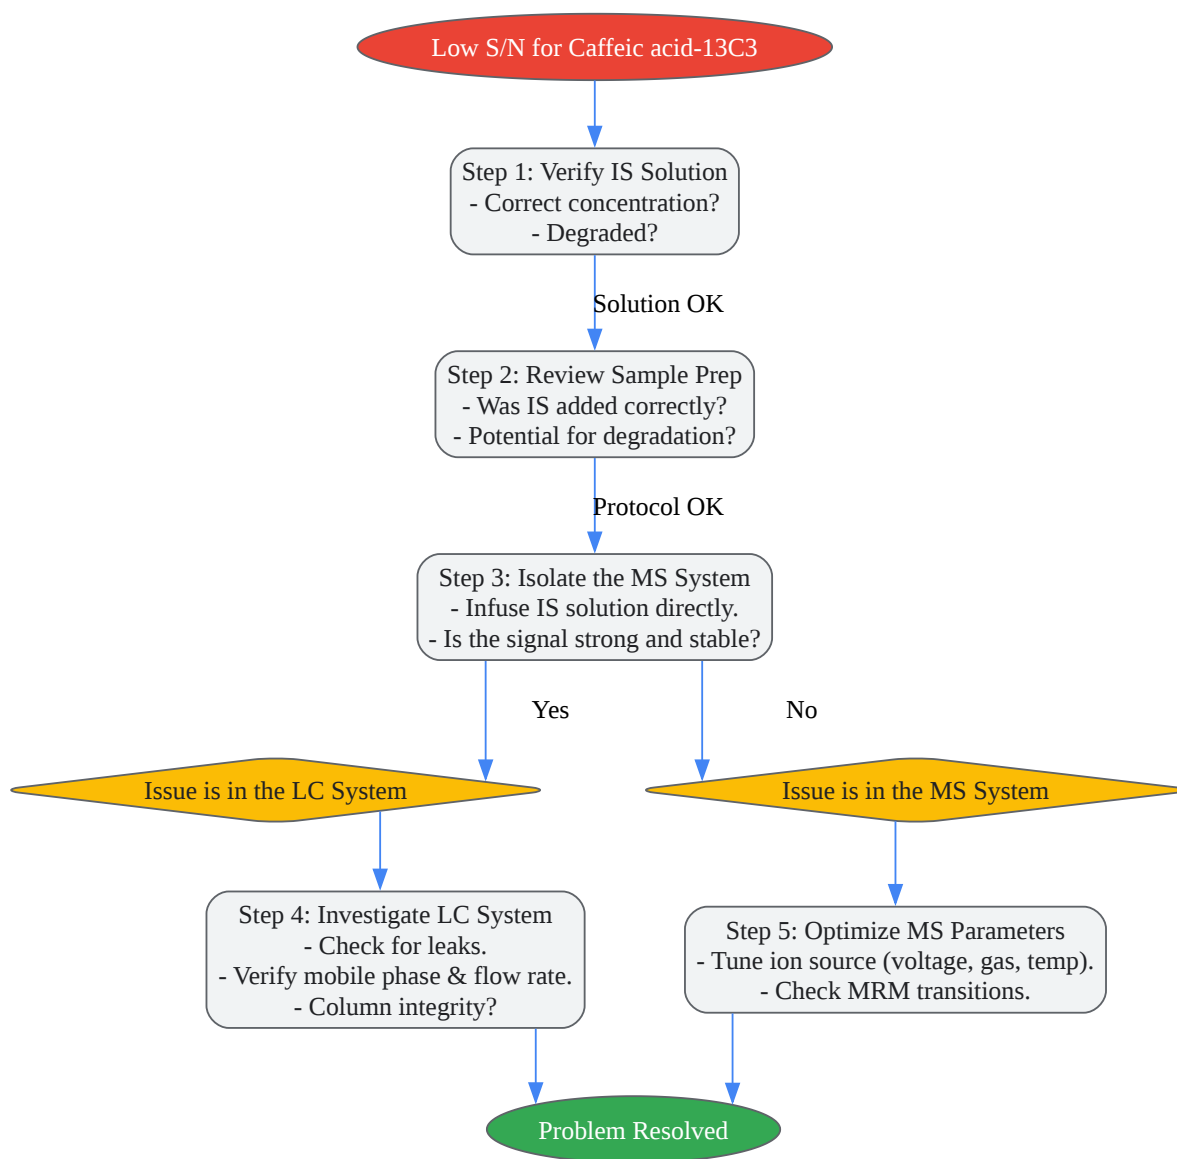 Low S/N for Caffeic acid-13C3
Step 1: Verify IS Solution
- Correct concentration?
- Degraded?
Solution OK
Step 2: Review Sample Prep
- Was IS added correctly?
- Potential for degradation?
Protocol OK
Step 3: Isolate the MS System
- Infuse IS solution directly.
- Is the signal strong and stable?
Yes
No
Issue is in the LC System
Issue is in the MS System
Step 4: Investigate LC System
- Check for leaks.
- Verify mobile phase & flow rate.
- Column integrity?
Step 5: Optimize MS Parameters
- Tune ion source (voltage, gas, temp).
- Check MRM transitions.
Problem Resolved